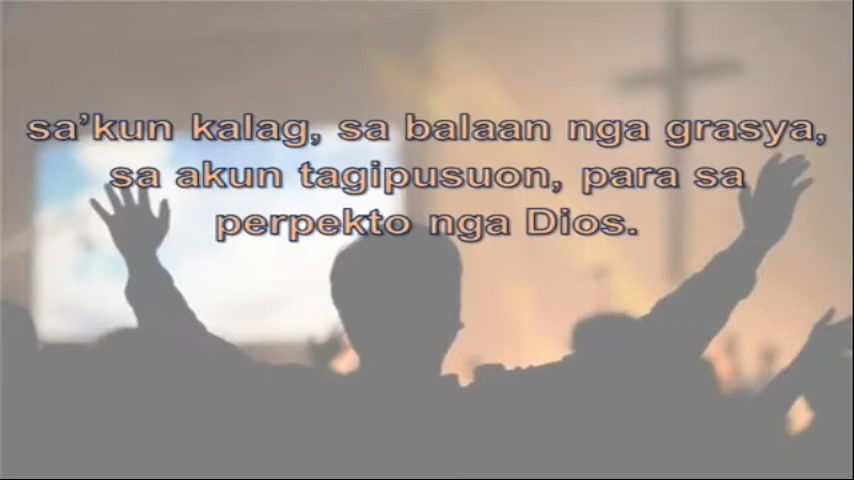 sa'kun kalag, sa balaan nga grasya,
sa akun tagipusuon, para sa
perpekto nga Dios.